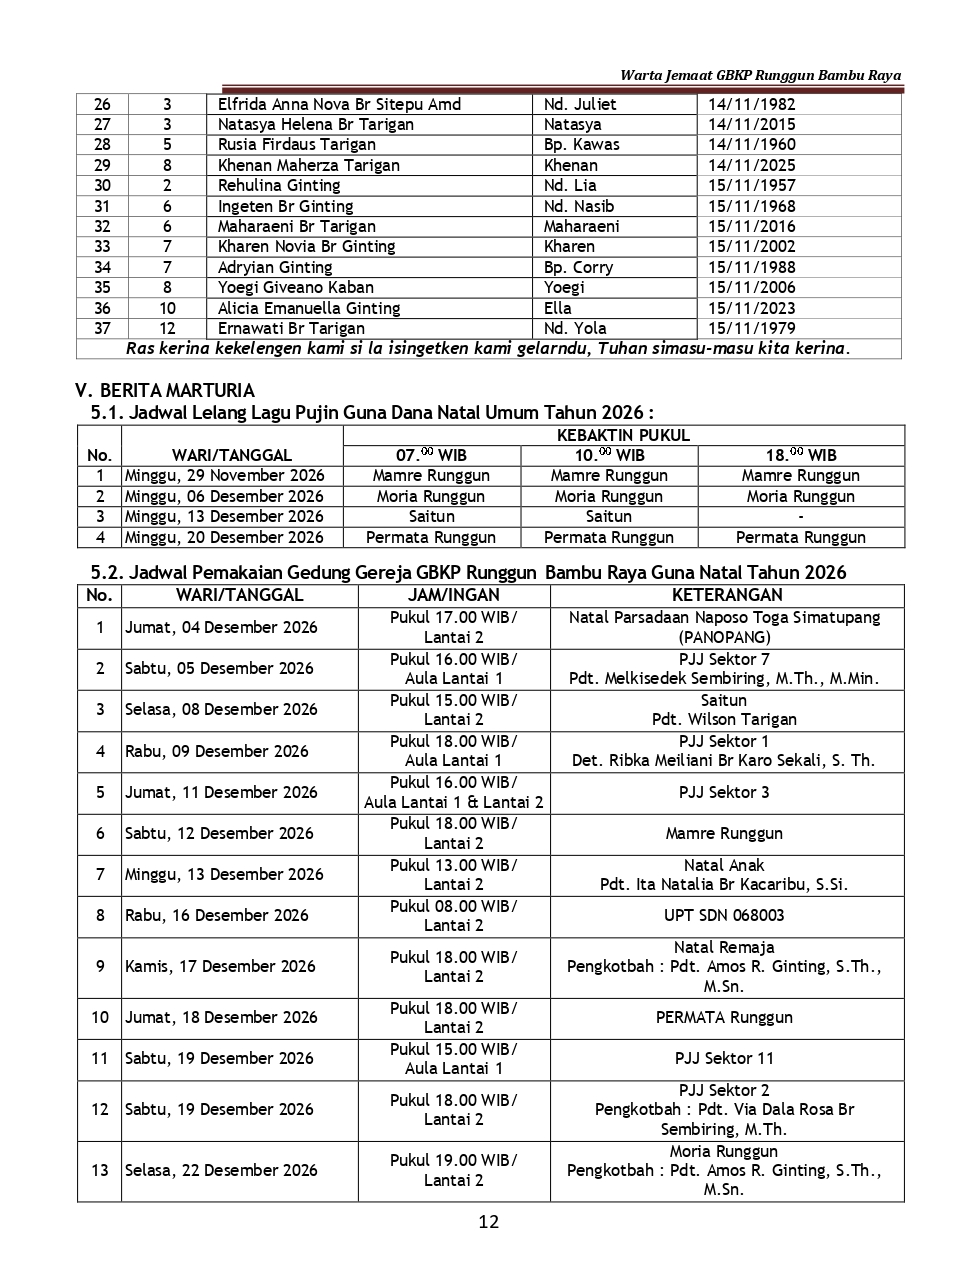 Warta Jemaat GBKP Runggun Bambu Raya
26 3 Elfrida Anna Nova Br Sitepu Amd Nd. Juliet 14/11/1982
27 3 Natasya Helena Br Tarigan Natasya 14/11/2015
28 5 Rusia Firdaus Tarigan Bp. Kawas 14/11/1960
29 8 Khenan Maherza Tarigan Khenan 14/11/2025
30 2 Rehulina Ginting Nd. Lia 15/11/1957
31 6 Ingeten Br Ginting Nd. Nasib 15/11/1968
32 6 Maharaeni Br Tarigan Maharaeni 15/11/2016
33 7 Kharen Novia Br Ginting Kharen 15/11/2002
34 7 Adryian Ginting Bp. Corry 15/11/1988
35 8 Yoegi Giveano Kaban Yoegi 15/11/2006
36 10 Alicia Emanuella Ginting Ella 15/11/2023
37 12 Ernawati Br Tarigan Nd. Yola 15/11/1979
Ras kerina kekelengen kami si la isingetken kami gelarndu, Tuhan simasu-masu kita kerina.
V. BERITA MARTURIA
5.1. Jadwal Lelang Lagu Pujin Guna Dana Natal Umum Tahun 2026 :
KEBAKTIN PUKUL
No. WARI/TANGGAL 07.00 WIB 10.00 WIB 18.00 WIB
1 Minggu, 29 November 2026 Mamre Runggun Mamre Runggun Mamre Runggun
2 Minggu, 06 Desember 2026 Moria Runggun Moria Runggun Moria Runggun
3 Minggu, 13 Desember 2026 Saitun Saitun -
4 Minggu, 20 Desember 2026 Permata Runggun Permata Runggun Permata Runggun
5.2. Jadwal Pemakaian Gedung Gereja GBKP Runggun Bambu Raya Guna Natal Tahun 2026
No. WARI/TANGGAL JAM/INGAN KETERANGAN
1 Jumat, 04 Desember 2026 Pukul 17.00 WIB/ Natal Parsadaan Naposo Toga Simatupang
Lantai 2 (PANOPANG)
2 Sabtu, 05 Desember 2026 Pukul 16.00 WIB/ PJJ Sektor 7
Aula Lantai 1 Pdt. Melkisedek Sembiring, M.Th., M.Min.
3 Selasa, 08 Desember 2026 Pukul 15.00 WIB/ Saitun
Lantai 2 Pdt. Wilson Tarigan
4 Rabu, 09 Desember 2026 Pukul 18.00 WIB/ PJJ Sektor 1
Aula Lantai 1 Det. Ribka Meiliani Br Karo Sekali, S. Th.
5 Jumat, 11 Desember 2026 Pukul 16.00 WIB/ PJJ Sektor 3
Aula Lantai 1 & Lantai 2
6 Sabtu, 12 Desember 2026 Pukul 18.00 WIB/ Mamre Runggun
Lantai 2
7 Minggu, 13 Desember 2026 Pukul 13.00 WIB/ Natal Anak
Lantai 2 Pdt. Ita Natalia Br Kacaribu, S.Si.
8 Rabu, 16 Desember 2026 Pukul 08.00 WIB/ UPT SDN 068003
Lantai 2
9 Kamis, 17 Desember 2026 Pukul 18.00 WIB/ Natal Remaja
Lantai 2 Pengkotbah : Pdt. Amos R. Ginting, S.Th.,
M.Sn.
10 Jumat, 18 Desember 2026 Pukul 18.00 WIB/ PERMATA Runggun
Lantai 2
11 Sabtu, 19 Desember 2026 Pukul 15.00 WIB/ PJJ Sektor 11
Aula Lantai 1
12 Sabtu, 19 Desember 2026 Pukul 18.00 WIB/ PJJ Sektor 2
Lantai 2 Pengkotbah : Pdt. Via Dala Rosa Br
Sembiring, M.Th.
13 Selasa, 22 Desember 2026 Pukul 19.00 WIB/ Moria Runggun
Lantai 2 Pengkotbah : Pdt. Amos R. Ginting, S.Th.,
M.Sn.
12